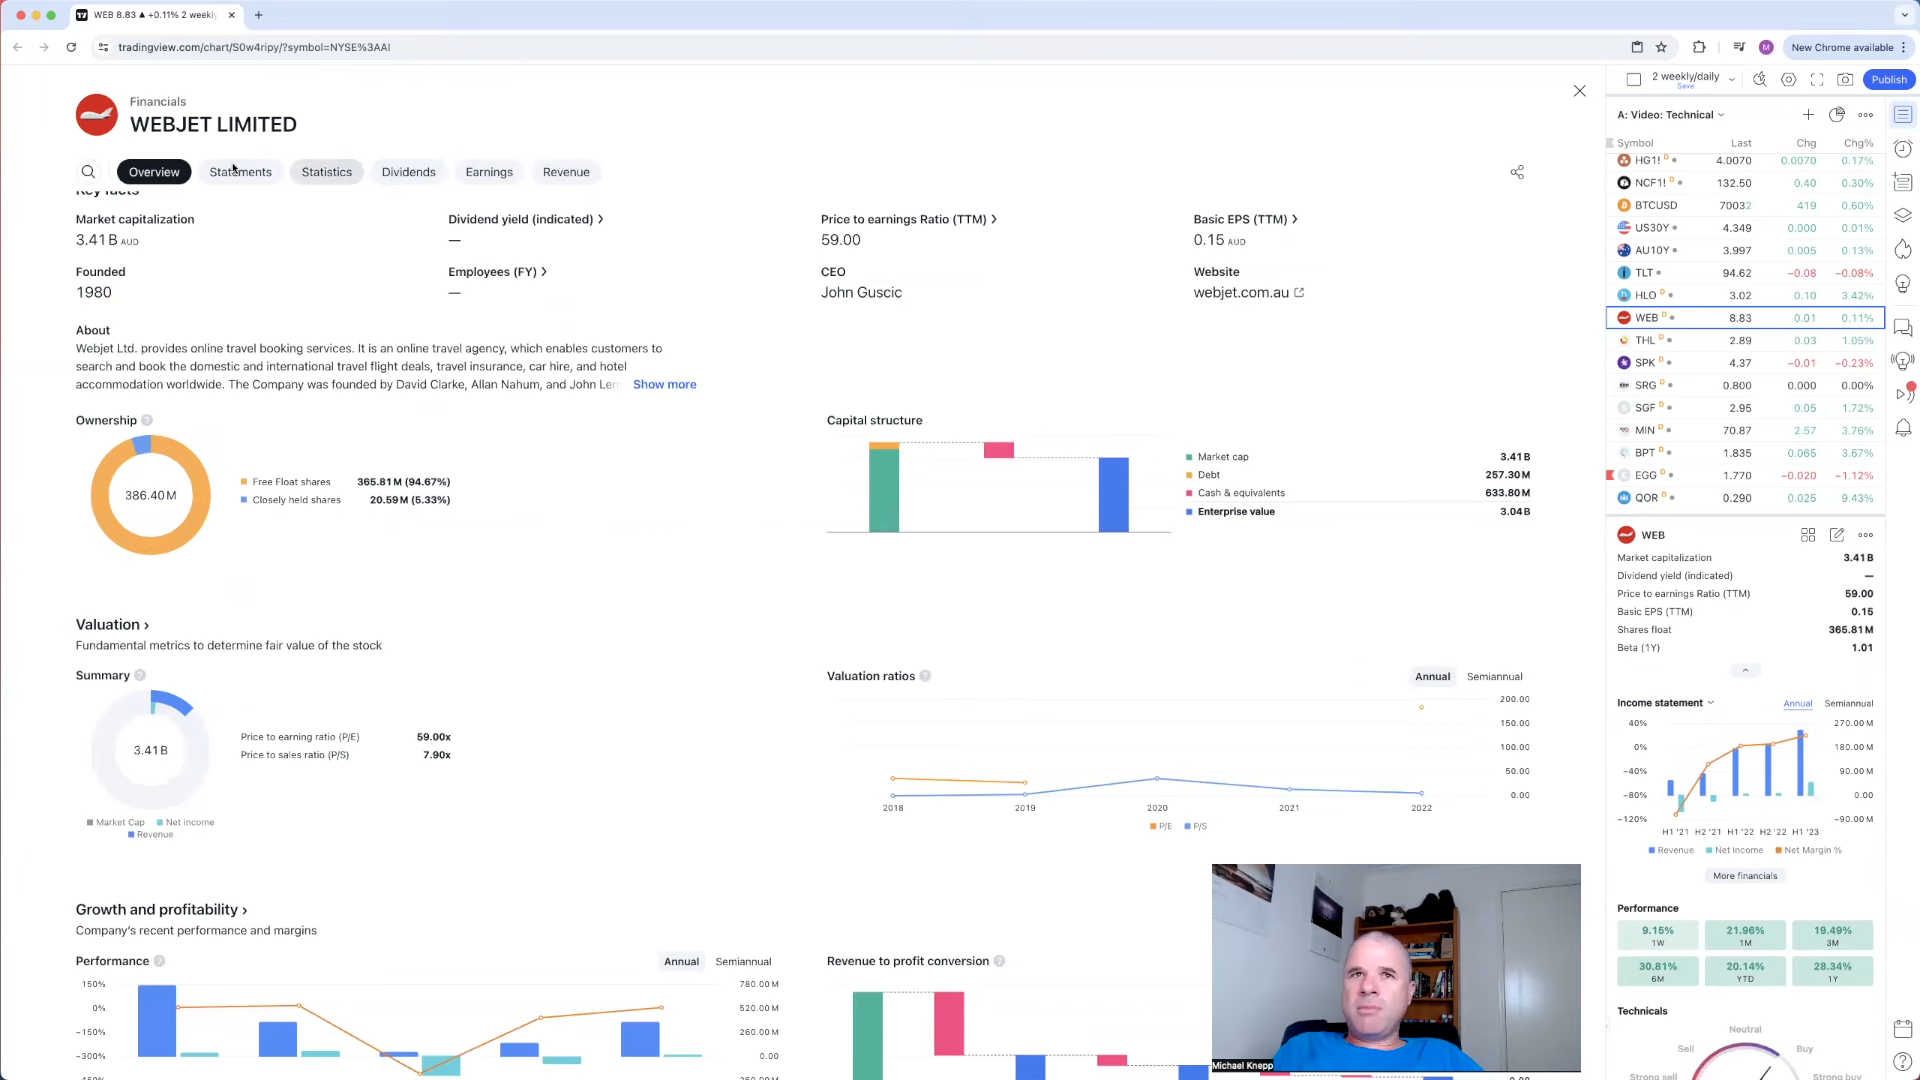 WEB 8.83 ▲ +0.11% 2 weekly
tradingview.com/chart/S0w4ripy/?symbol=NYSE%3AAI
New Chrome available
Financials
WEBJET LIMITED
Overview
Statements
Statistics
Dividends
Earnings
Revenue
Key facts
Market capitalization
3.41 B AUD
Dividend yield (indicated)
—
Price to earnings Ratio (TTM)
59.00
Basic EPS (TTM)
0.15 AUD
Founded
1980
Employees (FY)
—
CEO
John Guscic
Website
webjet.com.au
About
Webjet Ltd. provides online travel booking services. It is an online travel agency, which enables customers to
search and book the domestic and international travel flight deals, travel insurance, car hire, and hotel
accommodation worldwide. The Company was founded by David Clarke, Allan Nahum, and John Lem Show more
Ownership
386.40M
Free Float shares 365.81 M (94.67%)
Closely held shares 20.59 M (5.33%)
Capital structure
Market cap 3.41 B
Debt 257.30 M
Cash & equivalents 633.80 M
Enterprise value 3.04 B
Valuation
Fundamental metrics to determine fair value of the stock
Summary
3.41 B
Price to earning ratio (P/E) 59.00x
Price to sales ratio (P/S) 7.90x
Market Cap Net income
Revenue
Valuation ratios
Annual Semiannual
200.00
150.00
100.00
50.00
0.00
2018 2019 2020 2021 2022
P/E P/S
Growth and profitability
Company's recent performance and margins
Performance
Annual Semiannual
150% 780.00 M
0% 520.00 M
−150% 260.00 M
−300% 0.00
Revenue to profit conversion
Michael Knepp
2 weekly/daily
Save
Publish
A: Video: Technical
Symbol Last Chg Chg%
HG1! D 4.0070 0.0070 0.17%
NCF1! D 132.50 0.40 0.30%
BTCUSD 70032 419 0.60%
US30Y 4.349 0.000 0.01%
AU10Y 3.997 0.005 0.13%
TLT 94.62 −0.08 −0.08%
HLO D 3.02 0.10 3.42%
WEB D 8.83 0.01 0.11%
THL D 2.89 0.03 1.05%
SPK D 4.37 −0.01 −0.23%
SRG D 0.800 0.000 0.00%
SGF D 2.95 0.05 1.72%
MIN D 70.87 2.57 3.76%
BPT D 1.835 0.065 3.67%
EGG D 1.770 −0.020 −1.12%
QOR D 0.290 0.025 9.43%
WEB
Market capitalization 3.41 B
Dividend yield (indicated) —
Price to earnings Ratio (TTM) 59.00
Basic EPS (TTM) 0.15
Shares float 365.81 M
Beta (1Y) 1.01
Income statement
Annual Semiannual
40% 270.00 M
0% 180.00 M
−40% 90.00 M
−80% 0.00
−120% −90.00 M
H1 '21 H2 '21 H1 '22 H2 '22 H1 '23
Revenue Net income Net Margin %
More financials
Performance
9.15% 21.96% 19.49%
1W 1M 3M
30.81% 20.14% 28.34%
6M YTD 1Y
Technicals
Neutral
Sell Buy
Strong sell Strong buy